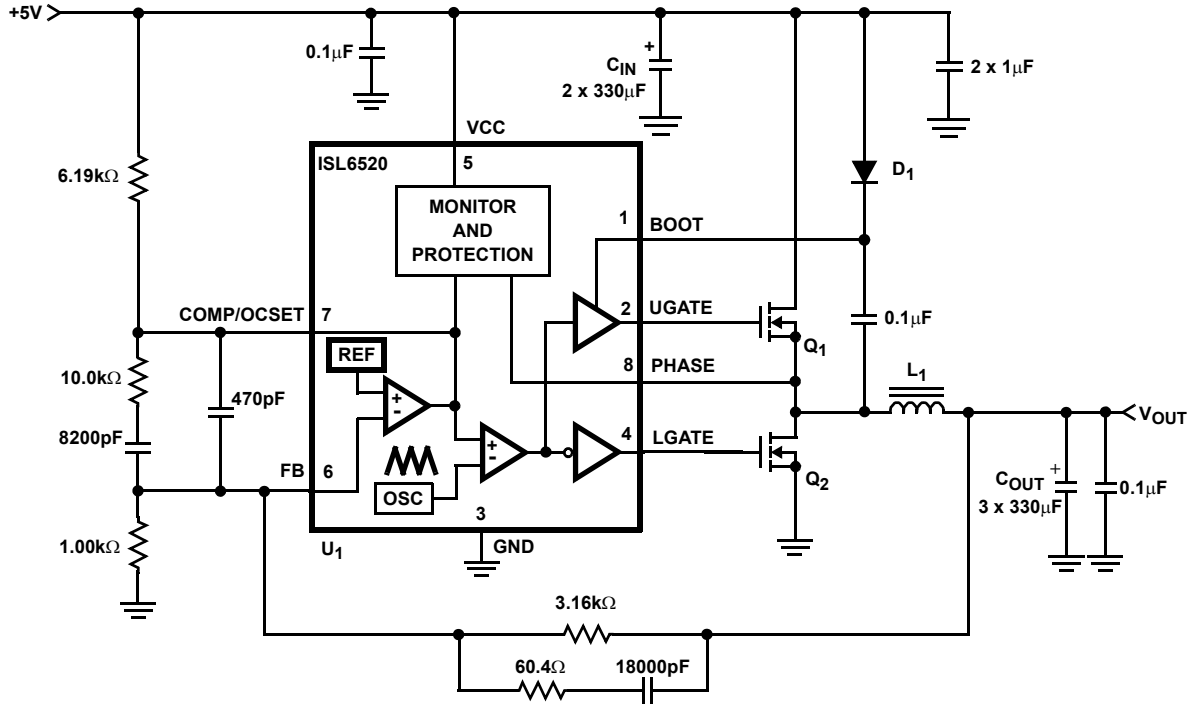 +5V
0.1μF
+
CIN
2 x 330μF
2 x 1μF
VCC
ISL6520
5
6.19kΩ
D1
MONITOR
AND
PROTECTION
1
BOOT
COMP/OCSET
7
2
UGATE
0.1μF
REF
Q1
10.0kΩ
8
PHASE
L1
470pF
+
-
8200pF
4
LGATE
VOUT
+
-
FB
6
OSC
Q2
COUT
+
3 x 330μF
0.1μF
3
1.00kΩ
U1
GND
3.16kΩ
60.4Ω
18000pF